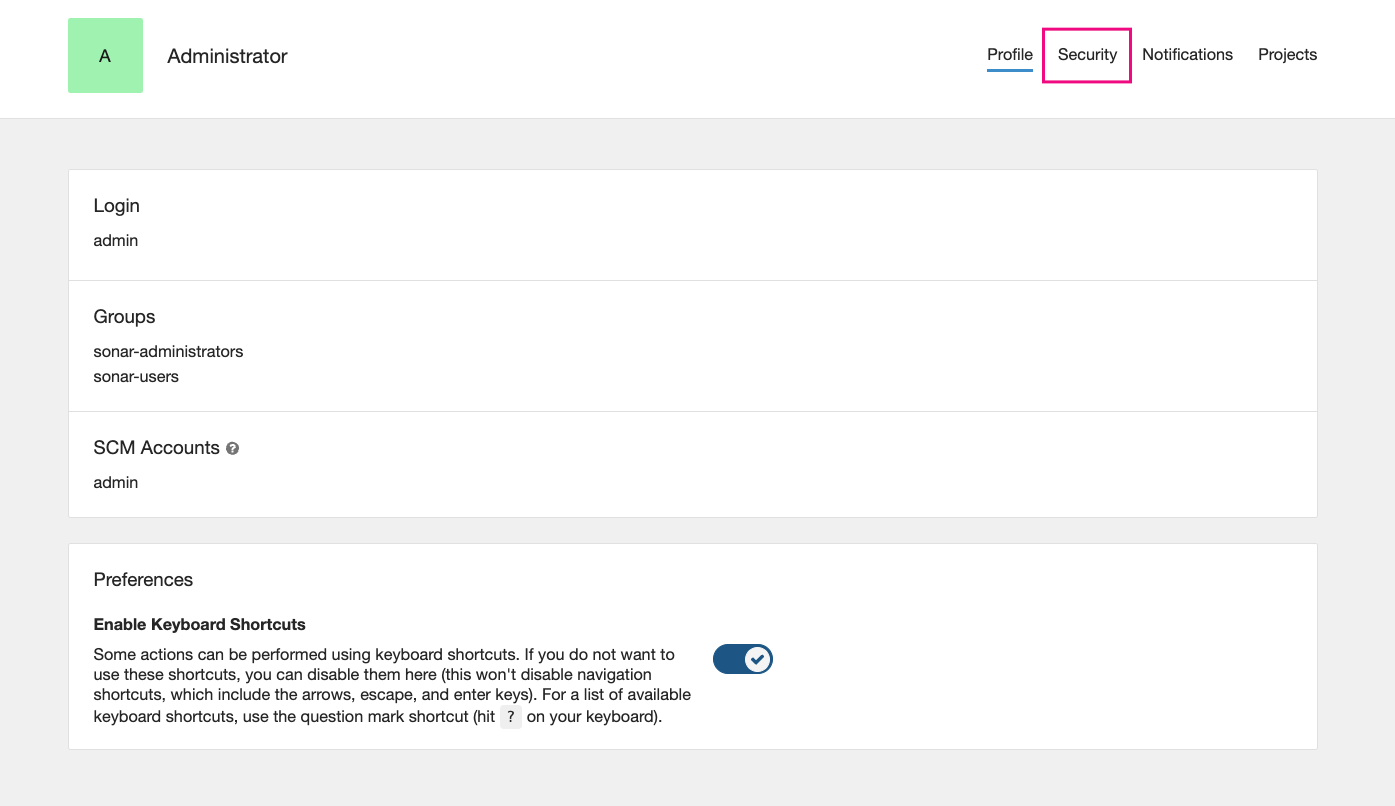 A
Administrator
Profile Security Notifications Projects
Login
admin
Groups
sonar-administrators
sonar-users
SCM Accounts ?
admin
Preferences
Enable Keyboard Shortcuts
Some actions can be performed using keyboard shortcuts. If you do not want to
use these shortcuts, you can disable them here (this won't disable navigation
shortcuts, which include the arrows, escape, and enter keys). For a list of available
keyboard shortcuts, use the question mark shortcut (hit ? on your keyboard).